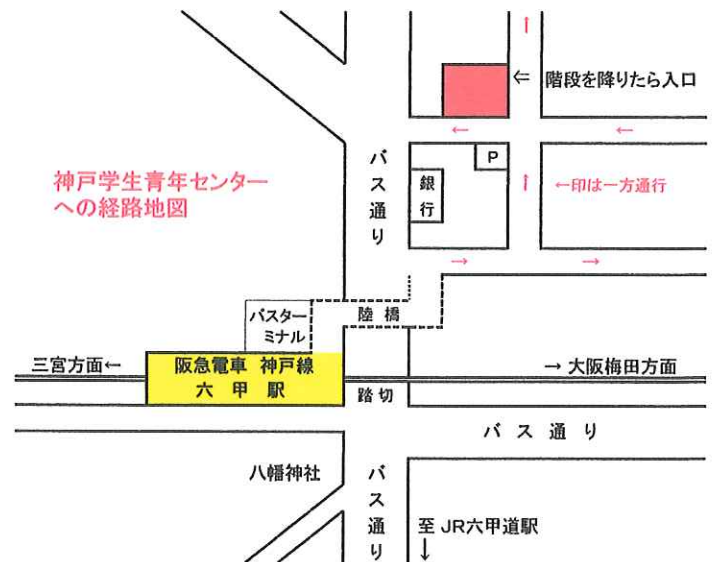 ↑
⇐ 階段を降りたら入口
← ←
神戸学生青年センター
への経路地図
バス通り
P
銀行
↑
←印は一方通行
→ →
バスター
ミナル
陸橋
三宮方面←
阪急電車 神戸線
六甲駅
→ 大阪梅田方面
踏切
バス通り
八幡神社
バス通り
至 JR六甲道駅
↓